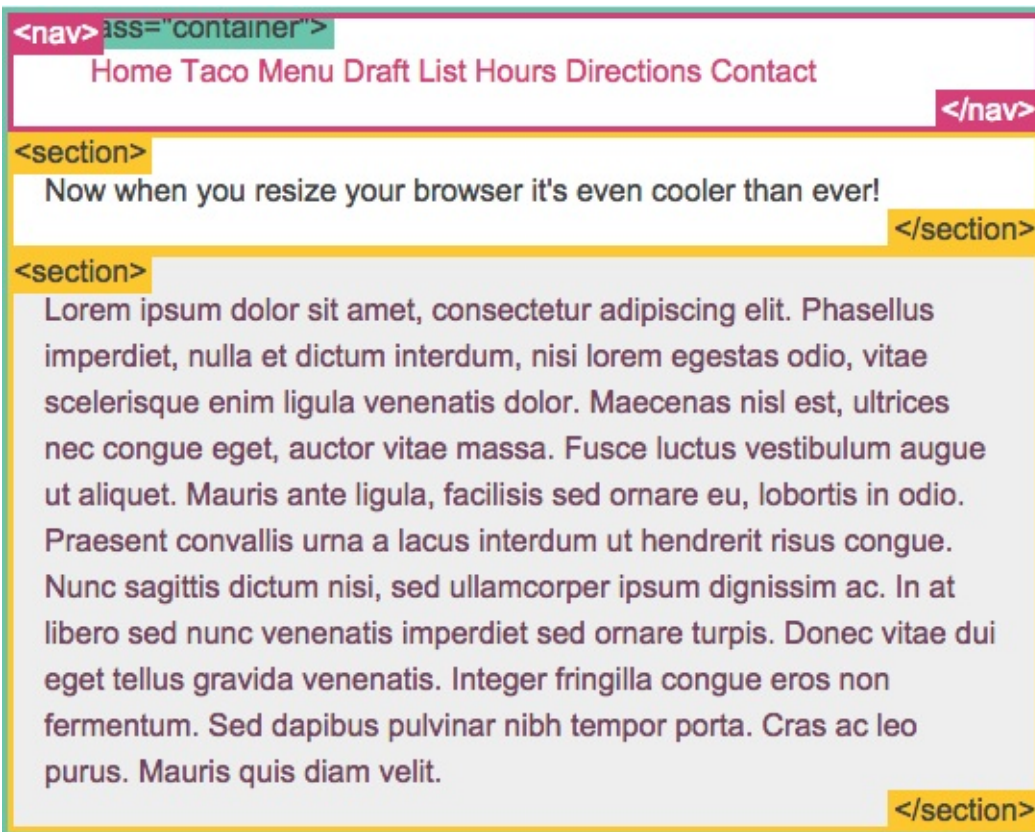 <nav> ass="container">
Home Taco Menu Draft List Hours Directions Contact
</nav>
<section>
Now when you resize your browser it's even cooler than ever!
</section>
<section>
Lorem ipsum dolor sit amet, consectetur adipiscing elit. Phasellus
imperdiet, nulla et dictum interdum, nisi lorem egestas odio, vitae
scelerisque enim ligula venenatis dolor. Maecenas nisl est, ultrices
nec congue eget, auctor vitae massa. Fusce luctus vestibulum augue
ut aliquet. Mauris ante ligula, facilisis sed ornare eu, lobortis in odio.
Praesent convallis urna a lacus interdum ut hendrerit risus congue.
Nunc sagittis dictum nisi, sed ullamcorper ipsum dignissim ac. In at
libero sed nunc venenatis imperdiet sed ornare turpis. Donec vitae dui
eget tellus gravida venenatis. Integer fringilla congue eros non
fermentum. Sed dapibus pulvinar nibh tempor porta. Cras ac leo
purus. Mauris quis diam velit.
</section>